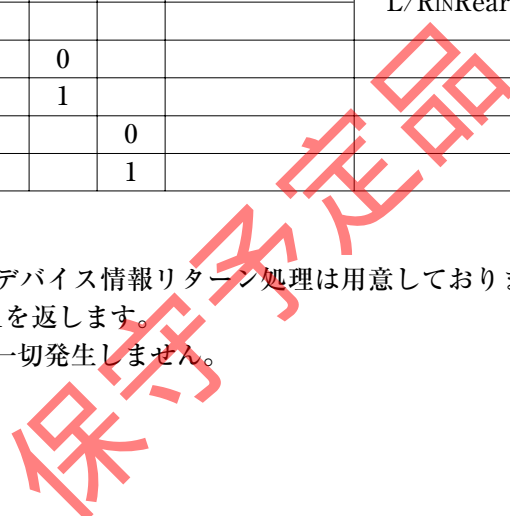 L/RINRear
0
1
0
1
デバイス情報リターン処理は用意しており
を返します。
一切発生しません。
保守予定品